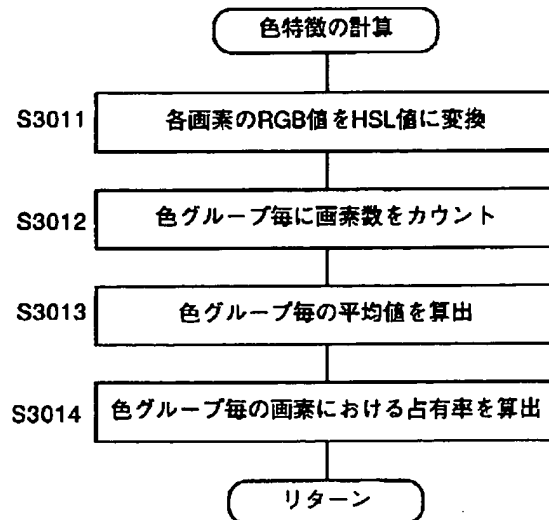 色特徴の計算
S3011 各画素のRGB値をHSL値に変換
S3012 色グループ毎に画素数をカウント
S3013 色グループ毎の平均値を算出
S3014 色グループ毎の画素における占有率を算出
リターン